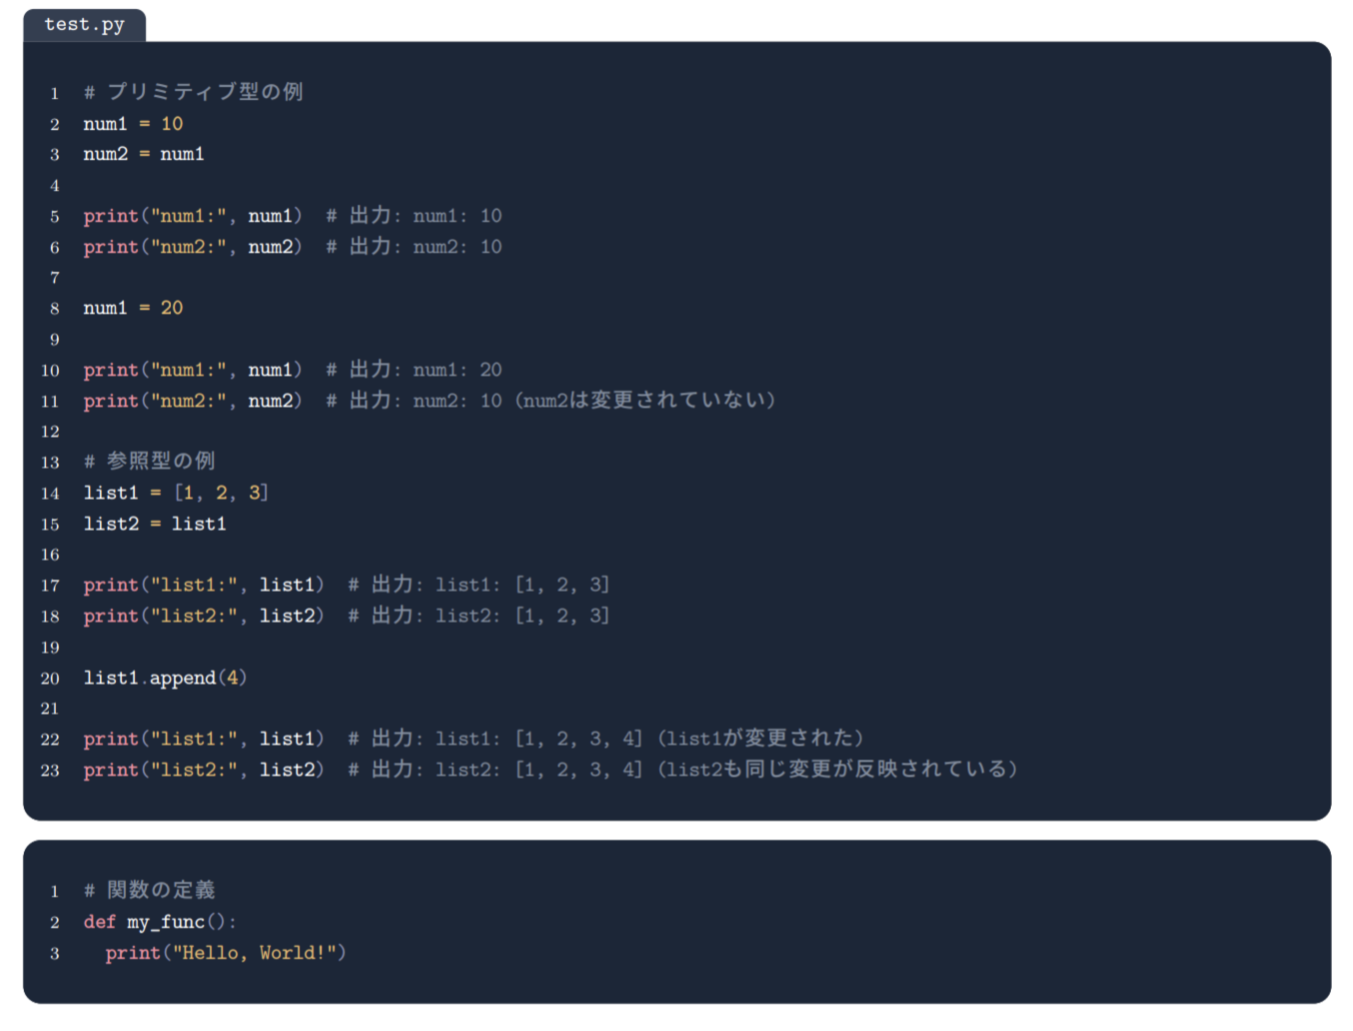 test.py
1 # プリミティブ型の例
2 num1 = 10
3 num2 = num1
4
5 print("num1:", num1)  # 出力: num1: 10
6 print("num2:", num2)  # 出力: num2: 10
7
8 num1 = 20
9
10 print("num1:", num1)  # 出力: num1: 20
11 print("num2:", num2)  # 出力: num2: 10 (num2は変更されていない)
12
13 # 参照型の例
14 list1 = [1, 2, 3]
15 list2 = list1
16
17 print("list1:", list1)  # 出力: list1: [1, 2, 3]
18 print("list2:", list2)  # 出力: list2: [1, 2, 3]
19
20 list1.append(4)
21
22 print("list1:", list1)  # 出力: list1: [1, 2, 3, 4] (list1が変更された)
23 print("list2:", list2)  # 出力: list2: [1, 2, 3, 4] (list2も同じ変更が反映されている)
1 # 関数の定義
2 def my_func():
3   print("Hello, World!")